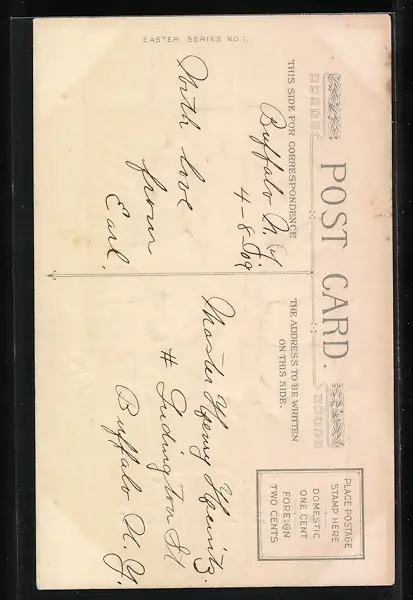 EASTER SERIES NO. 1.
POST CARD.
THIS SIDE FOR CORRESPONDENCE
THE ADDRESS TO BE WRITTEN
ON THIS SIDE.
PLACE POSTAGE
STAMP HERE
DOMESTIC
ONE CENT
FOREIGN
TWO CENTS
Buffalo N. Y.
4-8-09
With love
from
Earl.
Master Henry
# Ludington St
Buffalo N. Y.